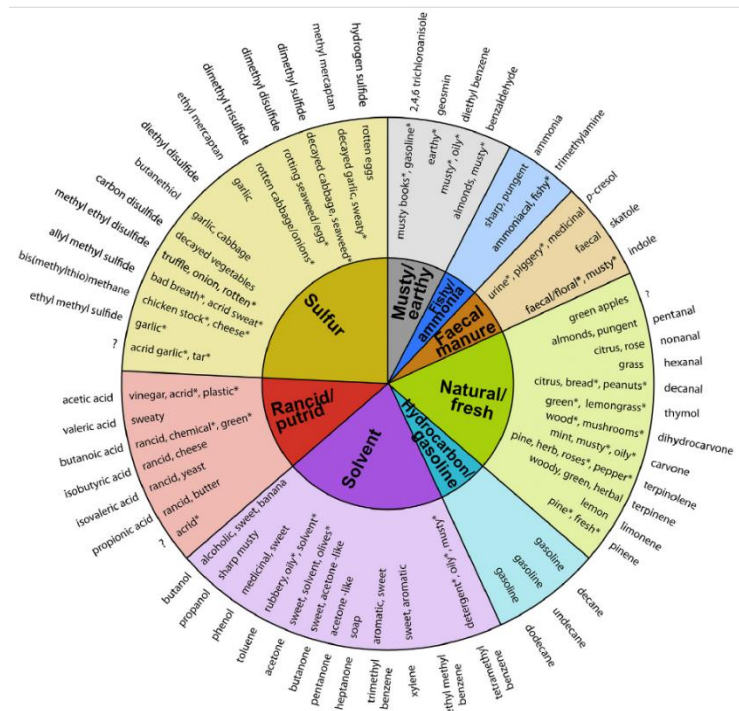 Musty/
earthy
musty books*, gasoline*
earthy
musty*, oily*
almonds, musty*
2,4,6 trichloroanisole
geosmin
diethyl benzene
benzaldehyde
Fishy/
ammonia
sharp, pungent
ammoniacal, fishy*
ammonia
trimethylamine
Faecal
manure
urine*, piggery*, medicinal
faecal
faecal/floral*, musty*
p-cresol
skatole
indole
Natural/
fresh
green apples
almonds, pungent
citrus, rose
grass
citrus, bread*, peanuts*
green*, lemongrass*
wood*, mushrooms*
mint, musty*, oily*
pine, herb, roses*, pepper*
woody, green, herbal
lemon
pine*, fresh*
?
pentanal
nonanal
hexanal
decanal
thymol
dihydrocarvone
carvone
terpinolene
terpinene
limonene
pinene
Hydrocarbon/
gasoline
gasoline
gasoline
gasoline
decane
undecane
dodecane
Solvent
detergent*, oily*, musty*
sweet, aromatic
aromatic, sweet
soap
acetone -like
sweet, acetone -like
sweet, solvent, olives*
rubbery, oily*, solvent*
medicinal, sweet
sharp musty
alcoholic, sweet, banana
tetramethyl
benzene
ethyl methyl
benzene
xylene
trimethyl
benzene
heptanone
pentanone
butanone
acetone
toluene
phenol
propanol
butanol
Rancid/
putrid
acrid*
rancid, butter
rancid, yeast
rancid, cheese
rancid, chemical*, green*
sweaty
vinegar, acrid*, plastic*
?
propionic acid
isovaleric acid
isobutyric acid
butanoic acid
valeric acid
acetic acid
Sulfur
acrid garlic*, tar*
garlic*
chicken stock*, cheese*
bad breath*, acrid sweat*
truffle, onion, rotten*
decayed vegetables
garlic, cabbage
garlic
rotten cabbage/onions*
rotting seaweed/egg*
decayed cabbage, seaweed*
decayed garlic, sweaty*
rotten eggs
?
ethyl methyl sulfide
bis(methylthio)methane
allyl methyl sulfide
methyl ethyl disulfide
carbon disulfide
butanethiol
diethyl disulfide
ethyl mercaptan
dimethyl trisulfide
dimethyl disulfide
dimethyl sulfide
methyl mercaptan
hydrogen sulfide